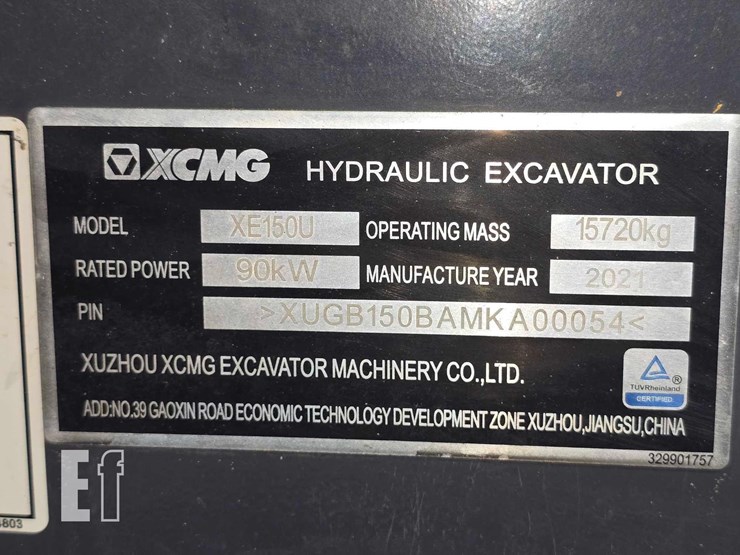 XCMG HYDRAULIC EXCAVATOR
MODEL XE150U OPERATING MASS 15720kg
RATED POWER 90kW MANUFACTURE YEAR 2021
PIN >XUGB150BAMKA00054<
XUZHOU XCMG EXCAVATOR MACHINERY CO.,LTD.
TÜVRheinland ®
CERTIFIED
ADD:NO.39 GAOXIN ROAD ECONOMIC TECHNOLOGY DEVELOPMENT ZONE XUZHOU,JIANGSU,CHINA
329901757
Ef